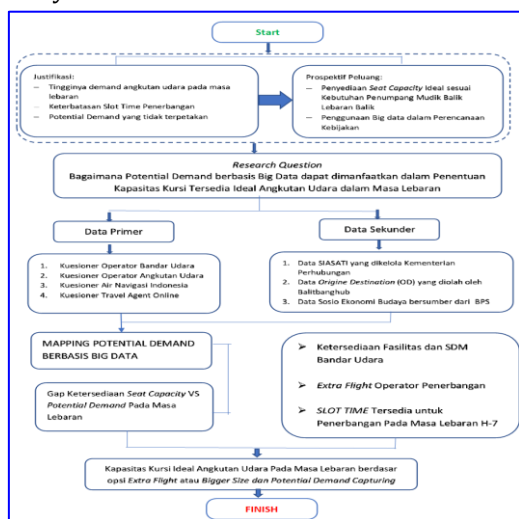 Start
Justifikasi:
– Tingginya demand angkutan udara pada masa
lebaran
– Keterbatasan Slot Time Penerbangan
– Potential Demand yang tidak terpetakan
Prospektif Peluang:
– Penyediaan Seat Capacity Ideal sesuai
Kebutuhan Penumpang Mudik Balik
Lebaran Balik
– Penggunaan Big data dalam Perencanaan
Kebijakan
Research Question
Bagaimana Potential Demand berbasis Big Data dapat dimanfaatkan dalam Penentuan
Kapasitas Kursi Tersedia Ideal Angkutan Udara dalam Masa Lebaran
Data Primer
Data Sekunder
1. Kuesioner Operator Bandar Udara
2. Kuesioner Operator Angkutan Udara
3. Kuesioner Air Navigasi Indonesia
4. Kuesioner Travel Agent Online
1. Data SIASATI yang dikelola Kementerian
Perhubungan
2. Data Origine Destination (OD) yang diolah oleh
Balitbanghub
3. Data Sosio Ekonomi Budaya bersumber dari BPS
MAPPING POTENTIAL DEMAND
BERBASIS BIG DATA
Gap Ketersediaan Seat Capacity VS
Potential Demand Pada Masa
Lebaran
➢ Ketersediaan Fasilitas dan SDM
Bandar Udara
➢ Extra Flight Operator Penerbangan
➢ SLOT TIME Tersedia untuk
Penerbangan Pada Masa Lebaran H-7
Kapasitas Kursi Ideal Angkutan Udara Pada Masa Lebaran berdasar
opsi Extra Flight atau Bigger Size dan Potential Demand Capturing
FINISH